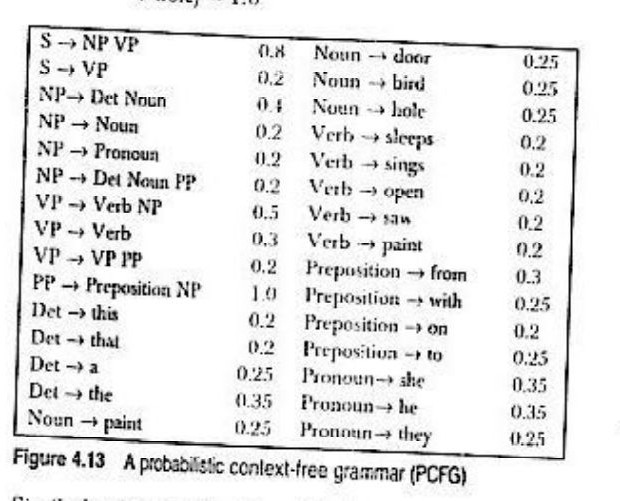 S → NP VP 0.8 Noun → door 0.25
S → VP 0.2 Noun → bird 0.25
NP→ Det Noun 0.4 Noun → hole 0.25
NP → Noun 0.2 Verb → sleeps 0.2
NP → Pronoun 0.2 Verb → sings 0.2
NP → Det Noun PP 0.2 Verb → open 0.2
VP → Verb NP 0.5 Verb → saw 0.2
VP → Verb 0.3 Verb → paint 0.2
VP → VP PP 0.2 Preposition → from 0.3
PP → Preposition NP 1.0 Preposition → with 0.25
Det → this 0.2 Preposition → on 0.2
Det → that 0.2 Preposition → to 0.25
Det → a 0.25 Pronoun→ she 0.35
Det → the 0.35 Pronoun→ he 0.35
Noun → paint 0.25 Pronoun→ they 0.25
Figure 4.13 A probabilistic context-free grammar (PCFG)